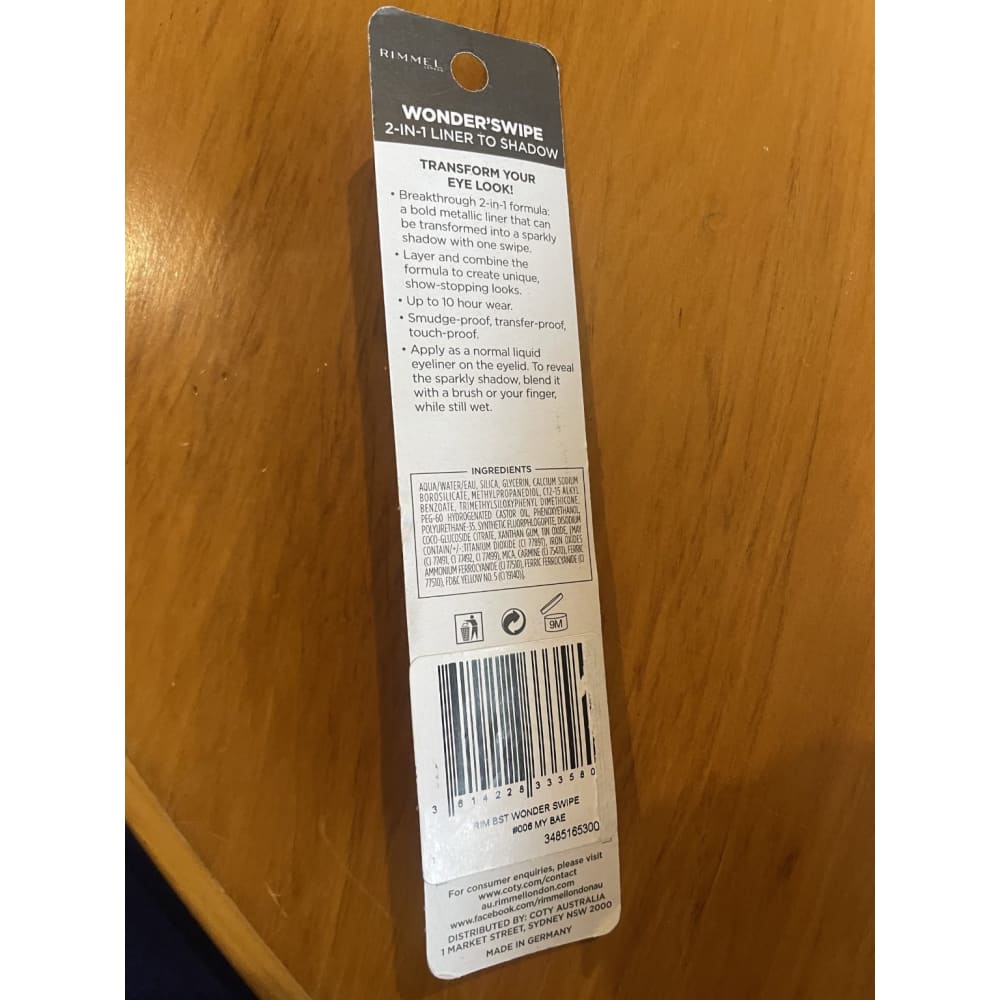 RIMMEL
LONDON
WONDER'SWIPE
2-IN-1 LINER TO SHADOW
TRANSFORM YOUR
EYE LOOK!
• Breakthrough 2-in-1 formula:
a bold metallic liner that can
be transformed into a sparkly
shadow with one swipe.
• Layer and combine the
formula to create unique,
show-stopping looks.
• Up to 10 hour wear.
• Smudge-proof, transfer-proof,
touch-proof.
• Apply as a normal liquid
eyeliner on the eyelid. To reveal
the sparkly shadow, blend it
with a brush or your finger,
while still wet.
INGREDIENTS
AQUA/WATER/EAU, SILICA, GLYCERIN, CALCIUM SODIUM
BOROSILICATE, METHYLPROPANEDIOL, C12-15 ALKYL
BENZOATE, TRIMETHYLSILOXYPHENYL DIMETHICONE,
PEG-60 HYDROGENATED CASTOR OIL, PHENOXYETHANOL,
POLYURETHANE-35, SYNTHETIC FLUORPHLOGOPITE, DISODIUM
COCO-GLUCOSIDE CITRATE, XANTHAN GUM, TIN OXIDE, [MAY
CONTAIN/+/-:TITANIUM DIOXIDE (CI 77891), IRON OXIDES
(CI 77491, CI 77492, CI 77499), MICA, CARMINE (CI 75470), FERRIC
AMMONIUM FERROCYANIDE (CI 77510), FERRIC FERROCYANIDE (CI
77510), FD&C YELLOW NO. 5 (CI 19140)].
9M
3 614228 333580
RIM BST WONDER SWIPE
#006 MY BAE
3485165300
For consumer enquiries, please visit
www.coty.com/contact
au.rimmellondon.com
www.facebook.com/rimmellondonau
DISTRIBUTED BY: COTY AUSTRALIA
1 MARKET STREET, SYDNEY NSW 2000
MADE IN GERMANY